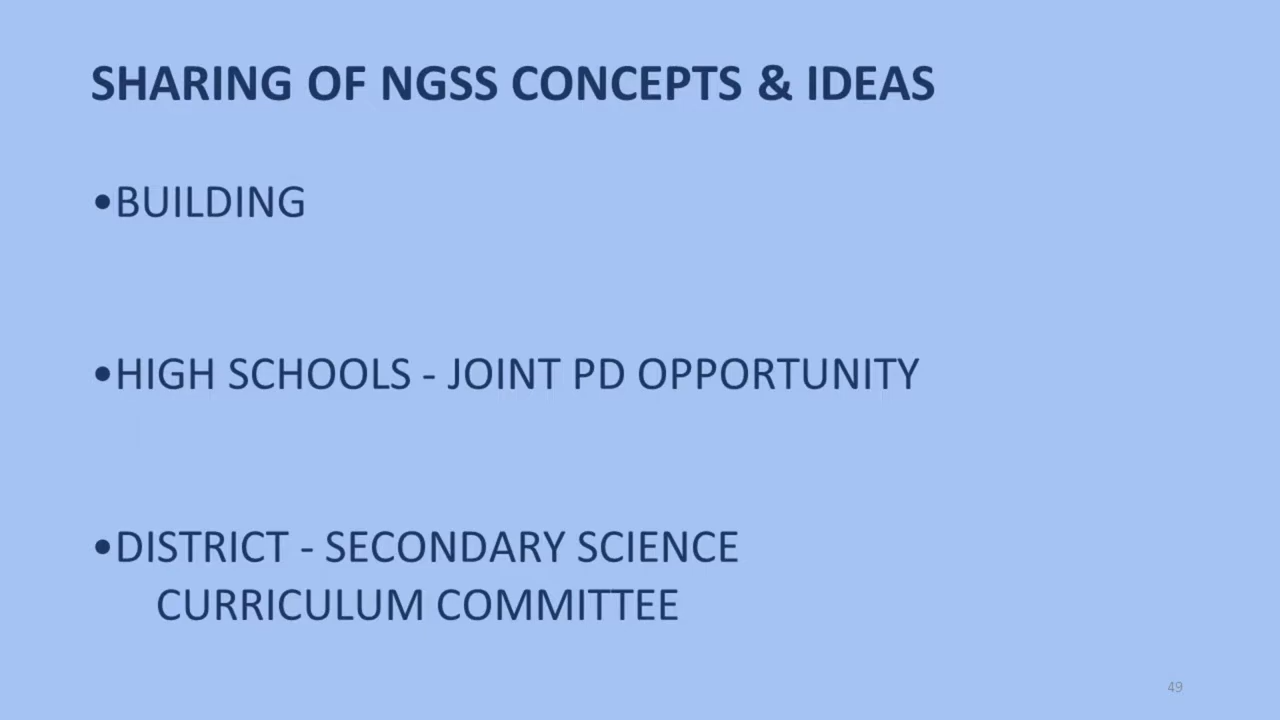 SHARING OF NGSS CONCEPTS & IDEAS
•BUILDING
•HIGH SCHOOLS - JOINT PD OPPORTUNITY
•DISTRICT - SECONDARY SCIENCE
CURRICULUM COMMITTEE
49